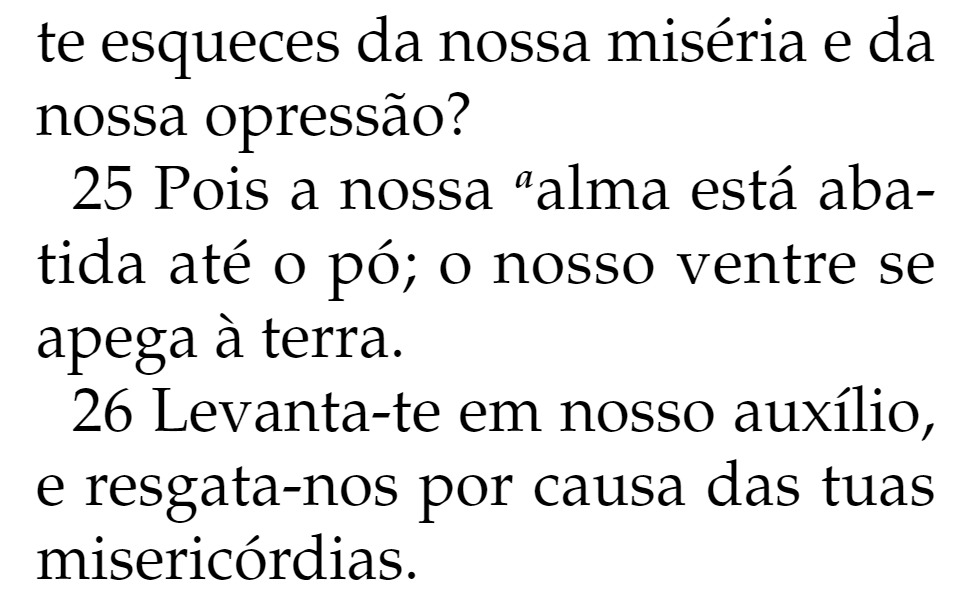 te esqueces da nossa miséria e da
nossa opressão?
25 Pois a nossa ᵃalma está aba-
tida até o pó; o nosso ventre se
apega à terra.
26 Levanta-te em nosso auxílio,
e resgata-nos por causa das tuas
misericórdias.